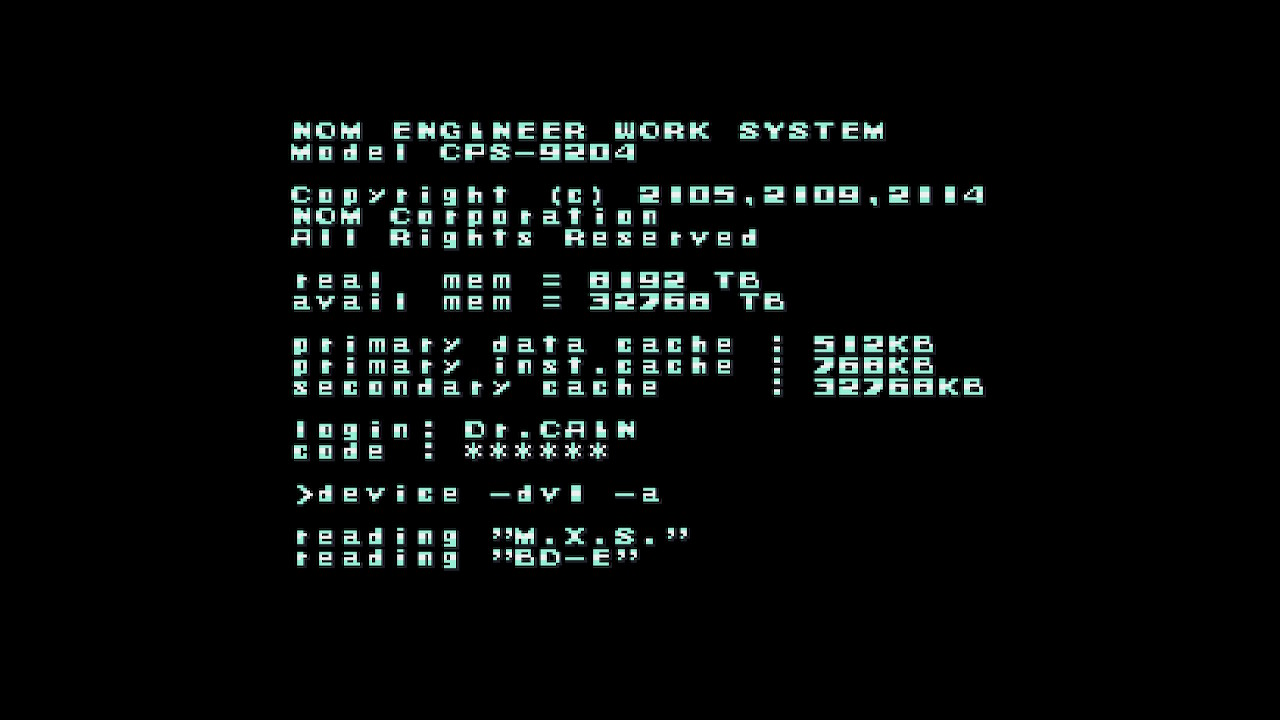 NOM ENGINEER WORK SYSTEM
Model CPS-9204
Copyright (c) 2105,2109,2114
NOM Corporation
All Rights Reserved
real mem = 8192 TB
avail mem = 32768 TB
primary data cache : 512KB
primary inst.cache : 768KB
secondary cache : 32768KB
login: Dr.CAIN
code : ******
>device -dvl -a
reading "M.X.S."
reading "BD-E"